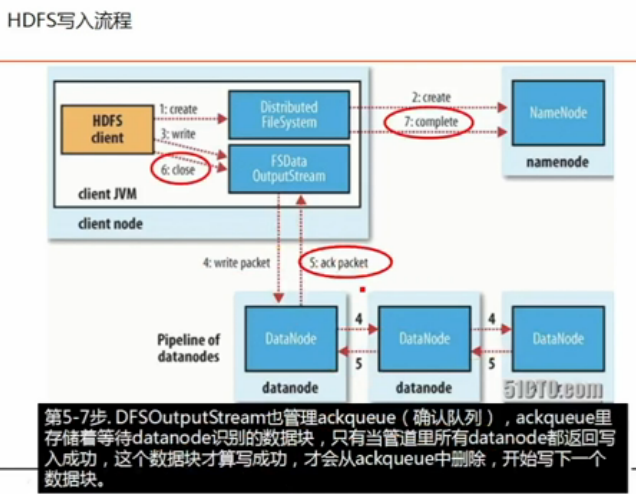 HDFS写入流程
HDFS
client
1: create
Distributed
FileSystem
2: create
NameNode
3: write
7: complete
FSData
OutputStream
6: close
namenode
client JVM
client node
4: write packet
5: ack packet
Pipeline of
datanodes
DataNode
4
5
DataNode
4
5
DataNode
datanode
datanode
51CTO.com
第5-7步. DFSOutputStream也管理ackqueue（确认队列），ackqueue里
存储着等待datanode识别的数据块，只有当管道里所有datanode都返回写
入成功，这个数据块才算写成功，才会从ackqueue中删除，开始写下一个
数据块。